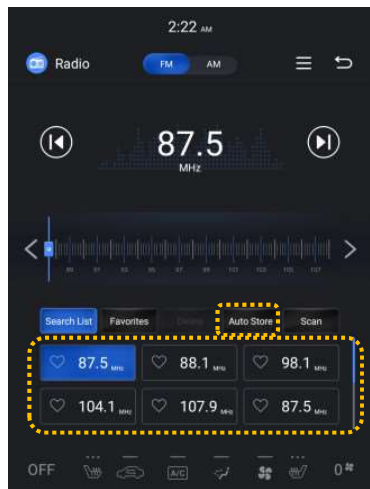 2:22 AM
Radio FM AM
87.5
MHz
Search List Favorites Delete Auto Store Scan
87.5 MHz 88.1 MHz 98.1 MHz
104.1 MHz 107.9 MHz 87.5 MHz
OFF A/C 0